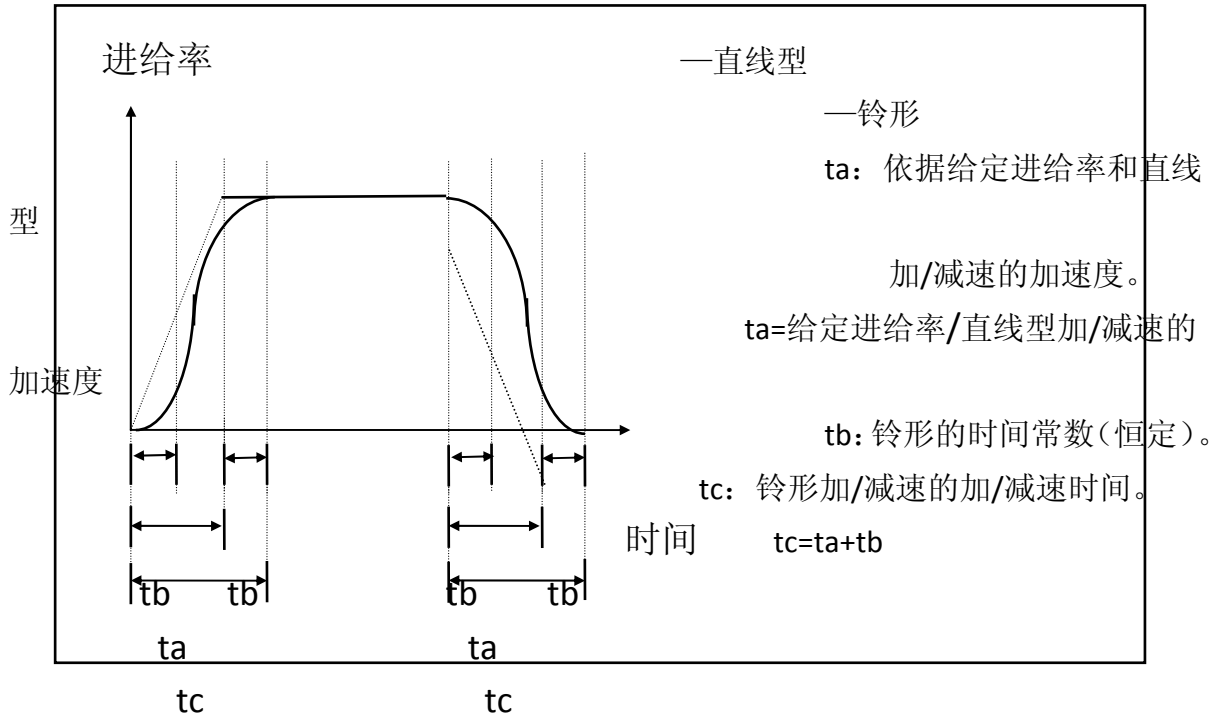 进给率
—直线型
—铃形
ta：依据给定进给率和直线
型
加/减速的加速度。
ta=给定进给率/直线型加/减速的
加速度
tb：铃形的时间常数（恒定）。
tc：铃形加/减速的加/减速时间。
时间
tc=ta+tb
tb tb tb tb
ta ta
tc tc